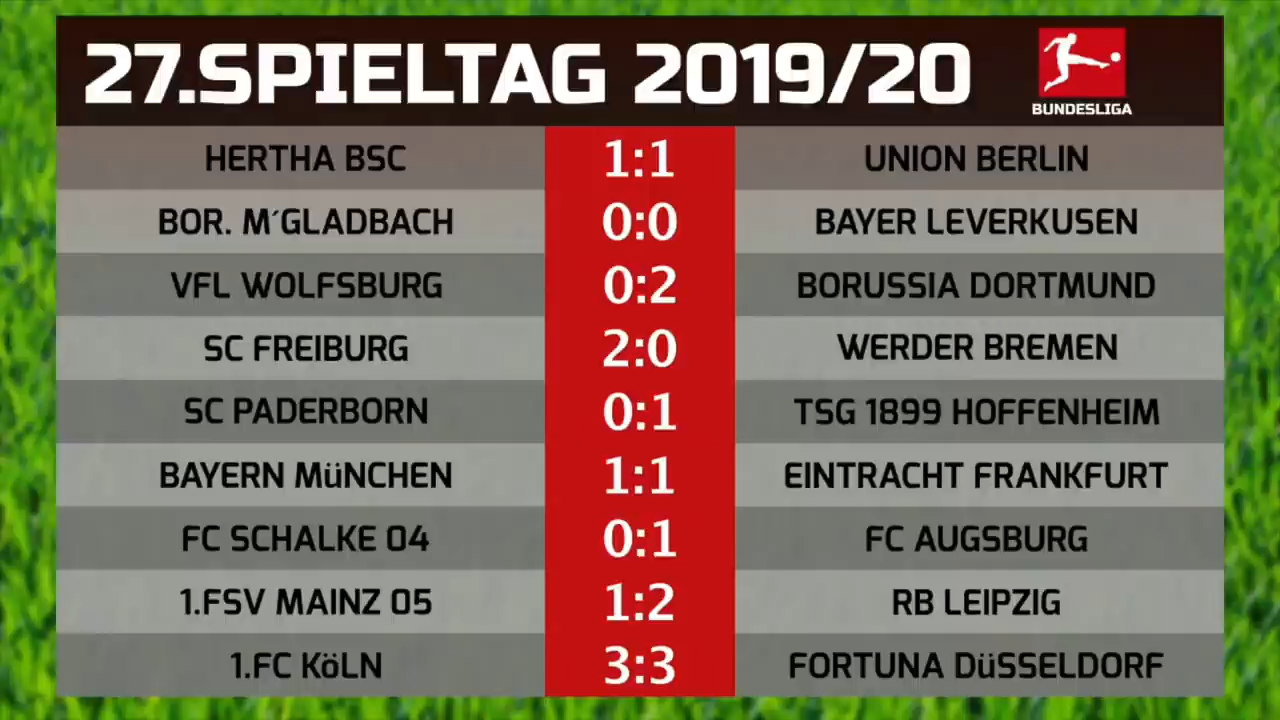 27.SPIELTAG 2019/20
BUNDESLIGA
HERTHA BSC 1:1 UNION BERLIN
BOR. M´GLADBACH 0:0 BAYER LEVERKUSEN
VFL WOLFSBURG 0:2 BORUSSIA DORTMUND
SC FREIBURG 2:0 WERDER BREMEN
SC PADERBORN 0:1 TSG 1899 HOFFENHEIM
BAYERN MüNCHEN 1:1 EINTRACHT FRANKFURT
FC SCHALKE 04 0:1 FC AUGSBURG
1.FSV MAINZ 05 1:2 RB LEIPZIG
1.FC KöLN 3:3 FORTUNA DüSSELDORF